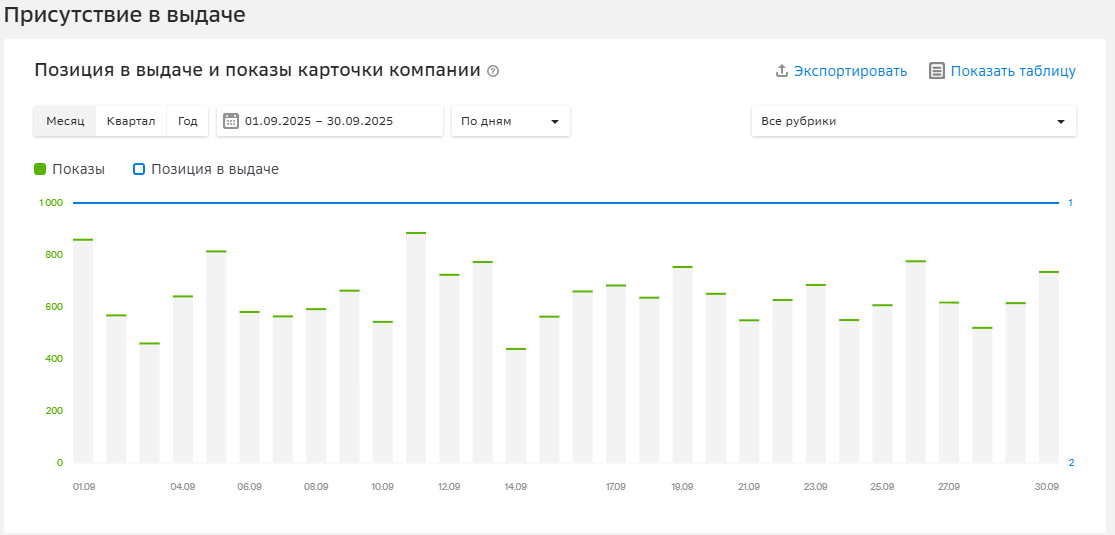 Присутствие в выдаче
Позиция в выдаче и показы карточки компании ?
Экспортировать Показать таблицу
Месяц Квартал Год 01.09.2025 – 30.09.2025 По дням Все рубрики
Показы Позиция в выдаче
1 000 1
800
600
400
200
0 2
01.09 04.09 06.09 08.09 10.09 12.09 14.09 17.09 19.09 21.09 23.09 25.09 27.09 30.09